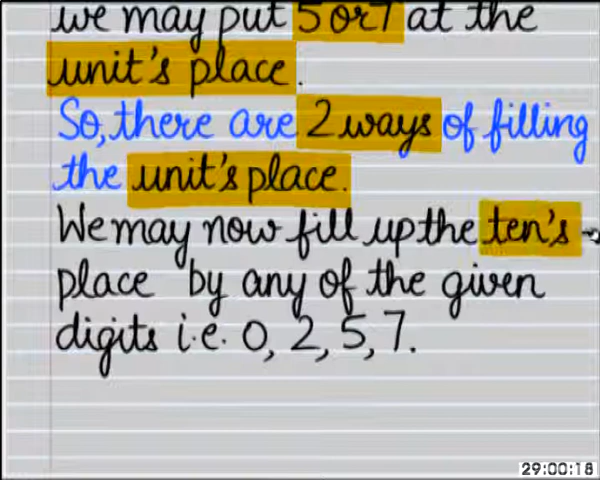 we may put 5 or 7 at the
unit's place.
So, there are 2 ways of filling
the unit's place.
We may now fill up the ten's →
place by any of the given
digits i.e. 0, 2, 5, 7.
29:00:18